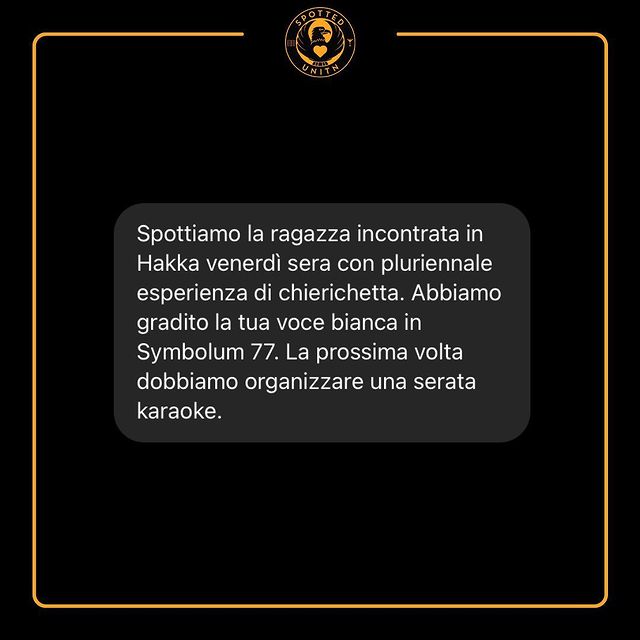 SPOTTED
UNITN
Spottiamo la ragazza incontrata in
Hakka venerdì sera con pluriennale
esperienza di chierichetta. Abbiamo
gradito la tua voce bianca in
Symbolum 77. La prossima volta
dobbiamo organizzare una serata
karaoke.